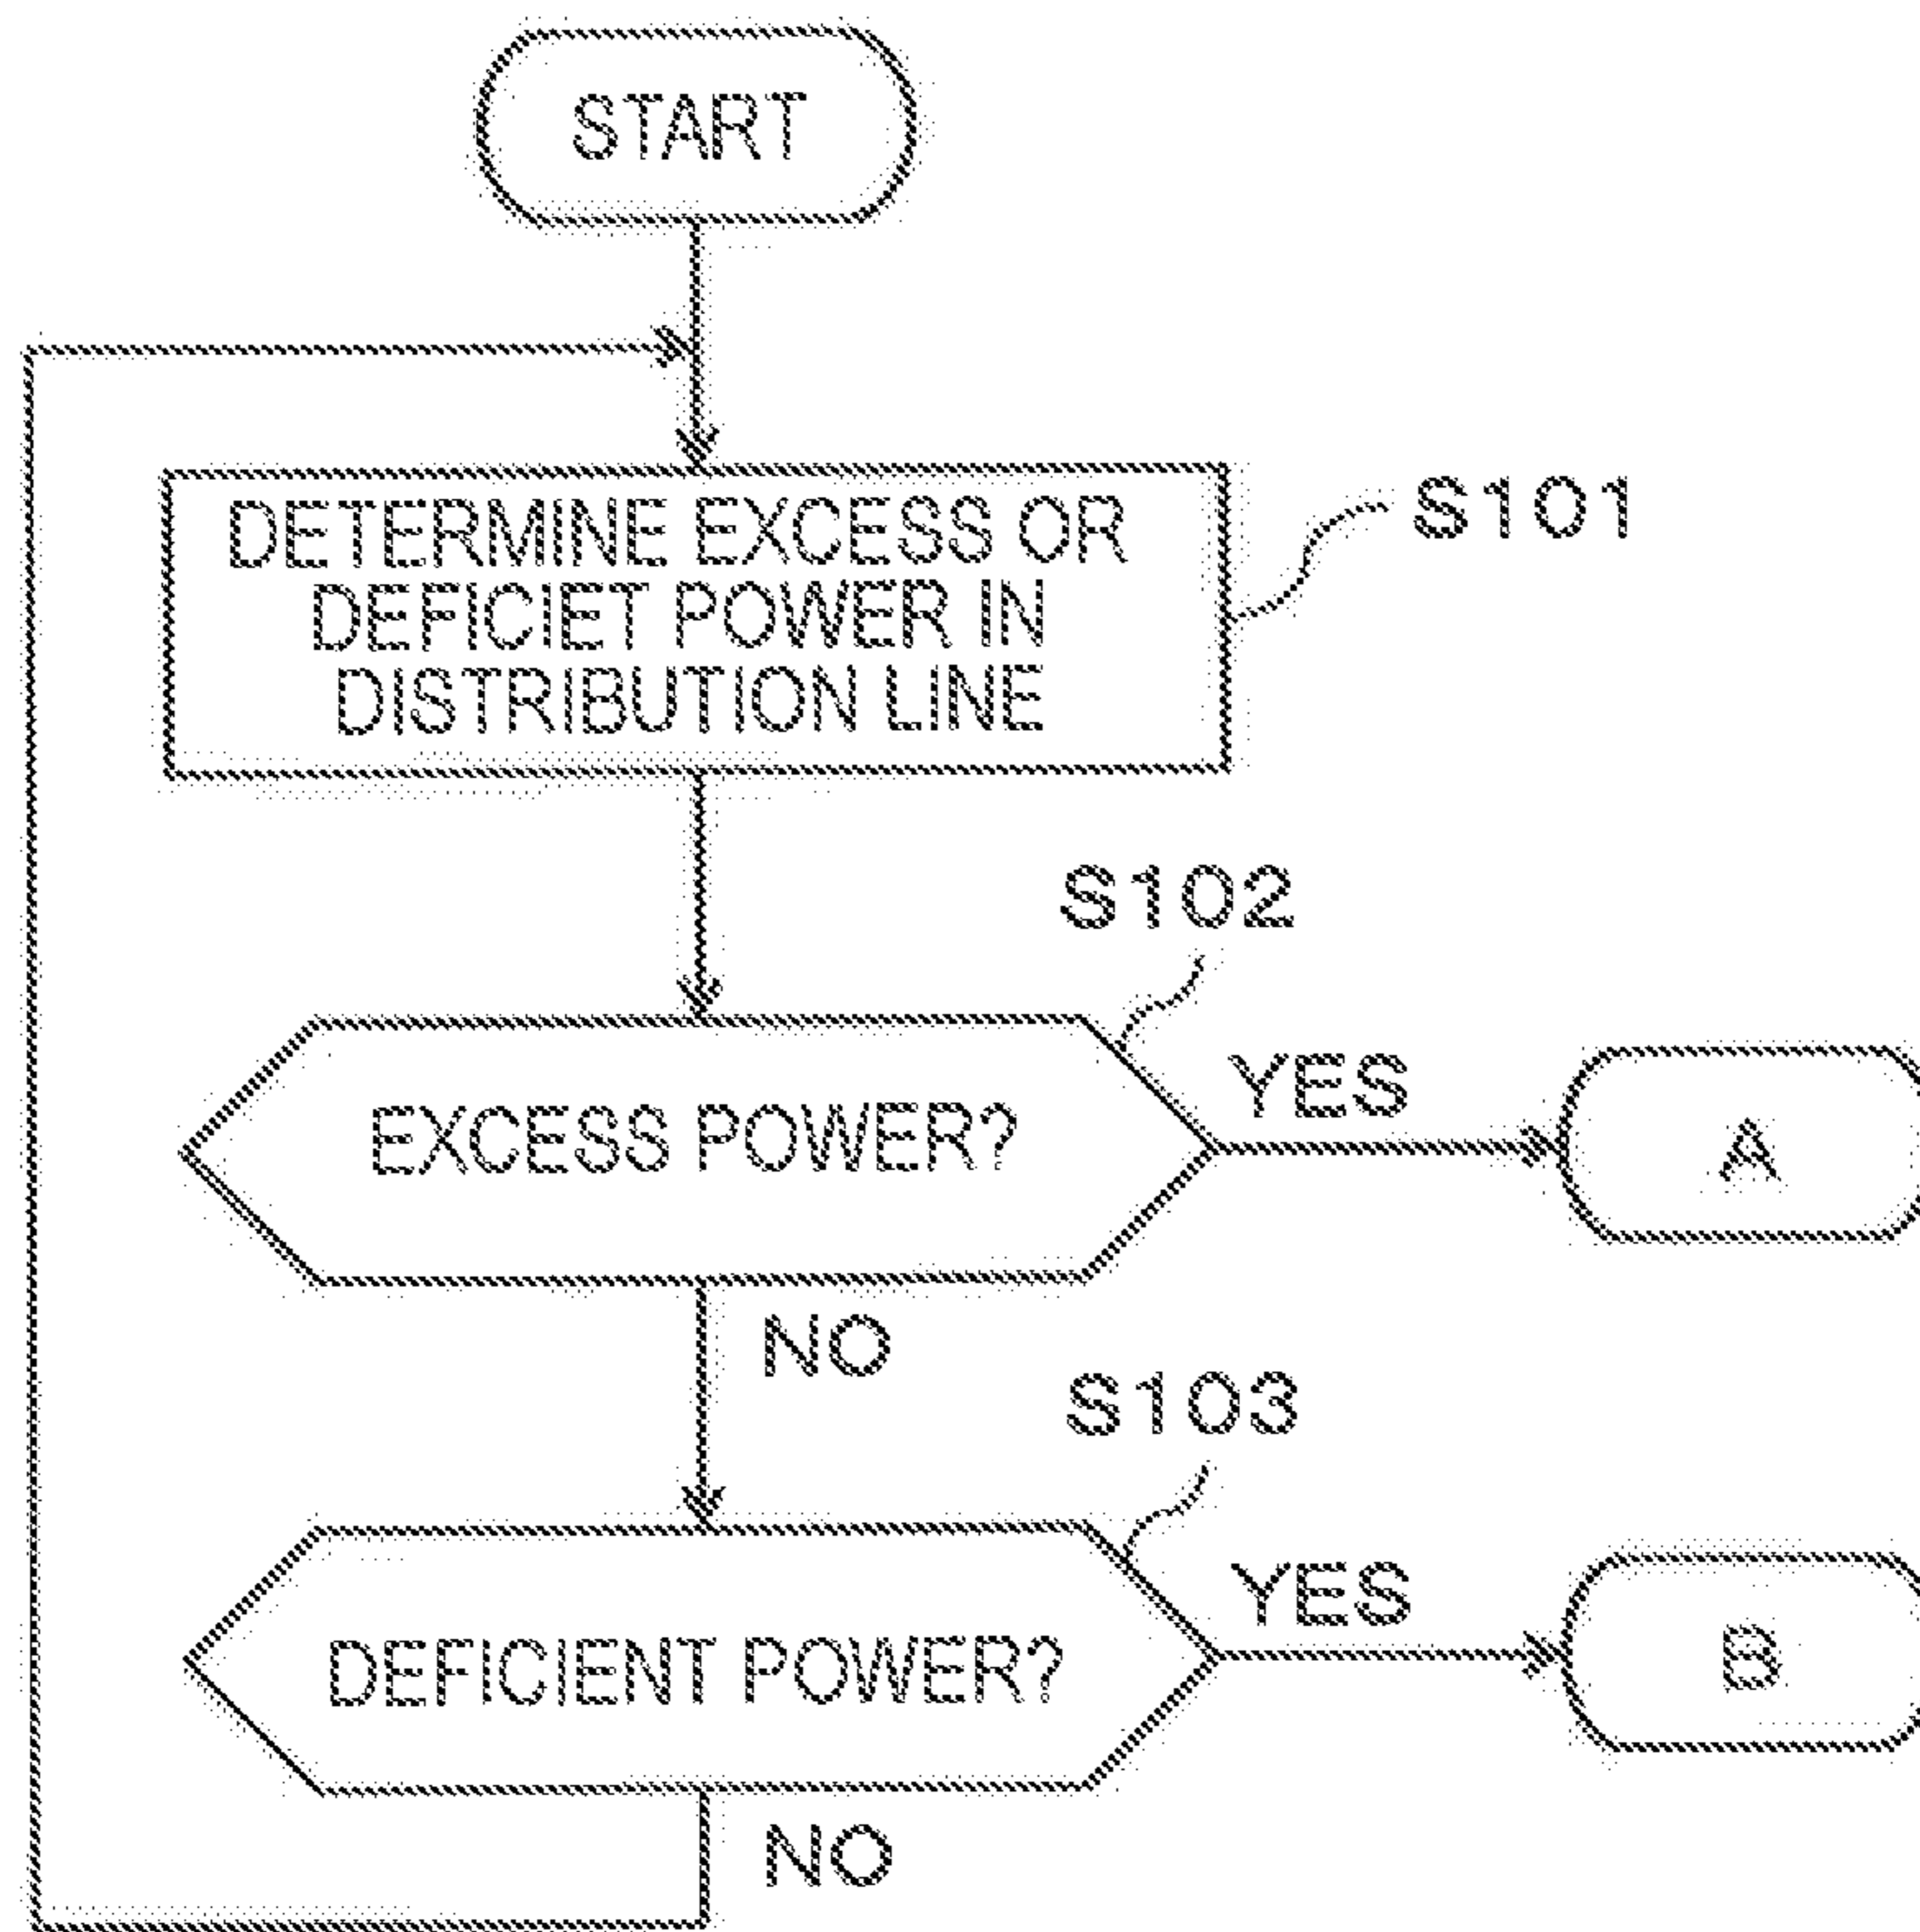 START
DETERMINE EXCESS OR
DEFICIET POWER IN
DISTRIBUTION LINE
S101
S102
EXCESS POWER?
YES
A
NO
S103
DEFICIENT POWER?
YES
B
NO